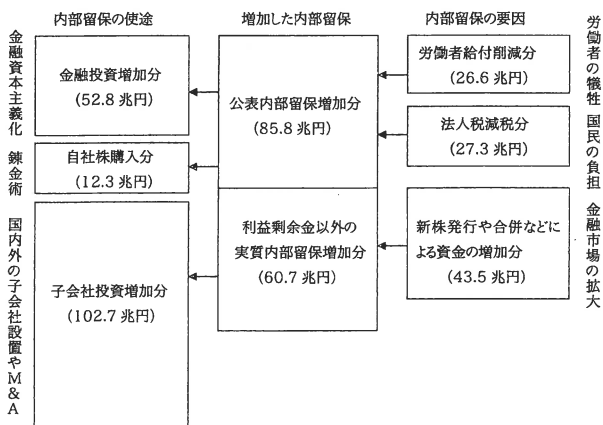 内部留保の使途
増加した内部留保
内部留保の要因
金融資本主義化
金融投資増加分
(52.8 兆円)
錬金術
自社株購入分
(12.3 兆円)
国内外の子会社設置やM&A
子会社投資増加分
(102.7 兆円)
公表内部留保増加分
(85.8 兆円)
利益剰余金以外の
実質内部留保増加分
(60.7 兆円)
労働者給付削減分
(26.6 兆円)
労働者の犠牲
法人税減税分
(27.3 兆円)
国民の負担
新株発行や合併などに
よる資金の増加分
(43.5 兆円)
金融市場の拡大